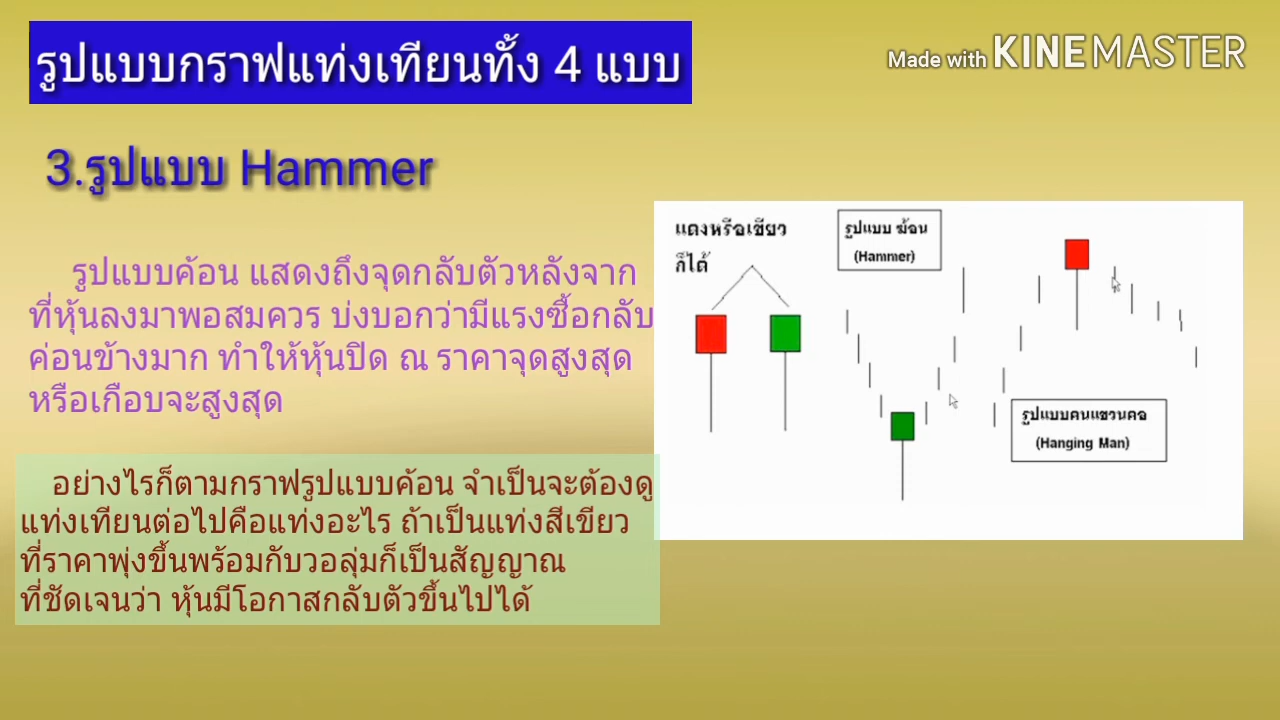 รูปแบบกราฟแท่งเทียนทั้ง 4 แบบ
Made with KINEMASTER
3.รูปแบบ Hammer
รูปแบบค้อน แสดงถึงจุดกลับตัวหลังจาก
ที่หุ้นลงมาพอสมควร บ่งบอกว่ามีแรงซื้อกลับ
ค่อนข้างมาก ทำให้หุ้นปิด ณ ราคาจุดสูงสุด
หรือเกือบจะสูงสุด
อย่างไรก็ตามกราฟรูปแบบค้อน จำเป็นจะต้องดู
แท่งเทียนต่อไปคือแท่งอะไร ถ้าเป็นแท่งสีเขียว
ที่ราคาพุ่งขึ้นพร้อมกับวอลุ่มก็เป็นสัญญาณ
ที่ชัดเจนว่า หุ้นมีโอกาสกลับตัวขึ้นไปได้
แดงหรือเขียว
ก็ได้
รูปแบบ ฆ้อน
(Hammer)
รูปแบบคนแขวนคอ
(Hanging Man)